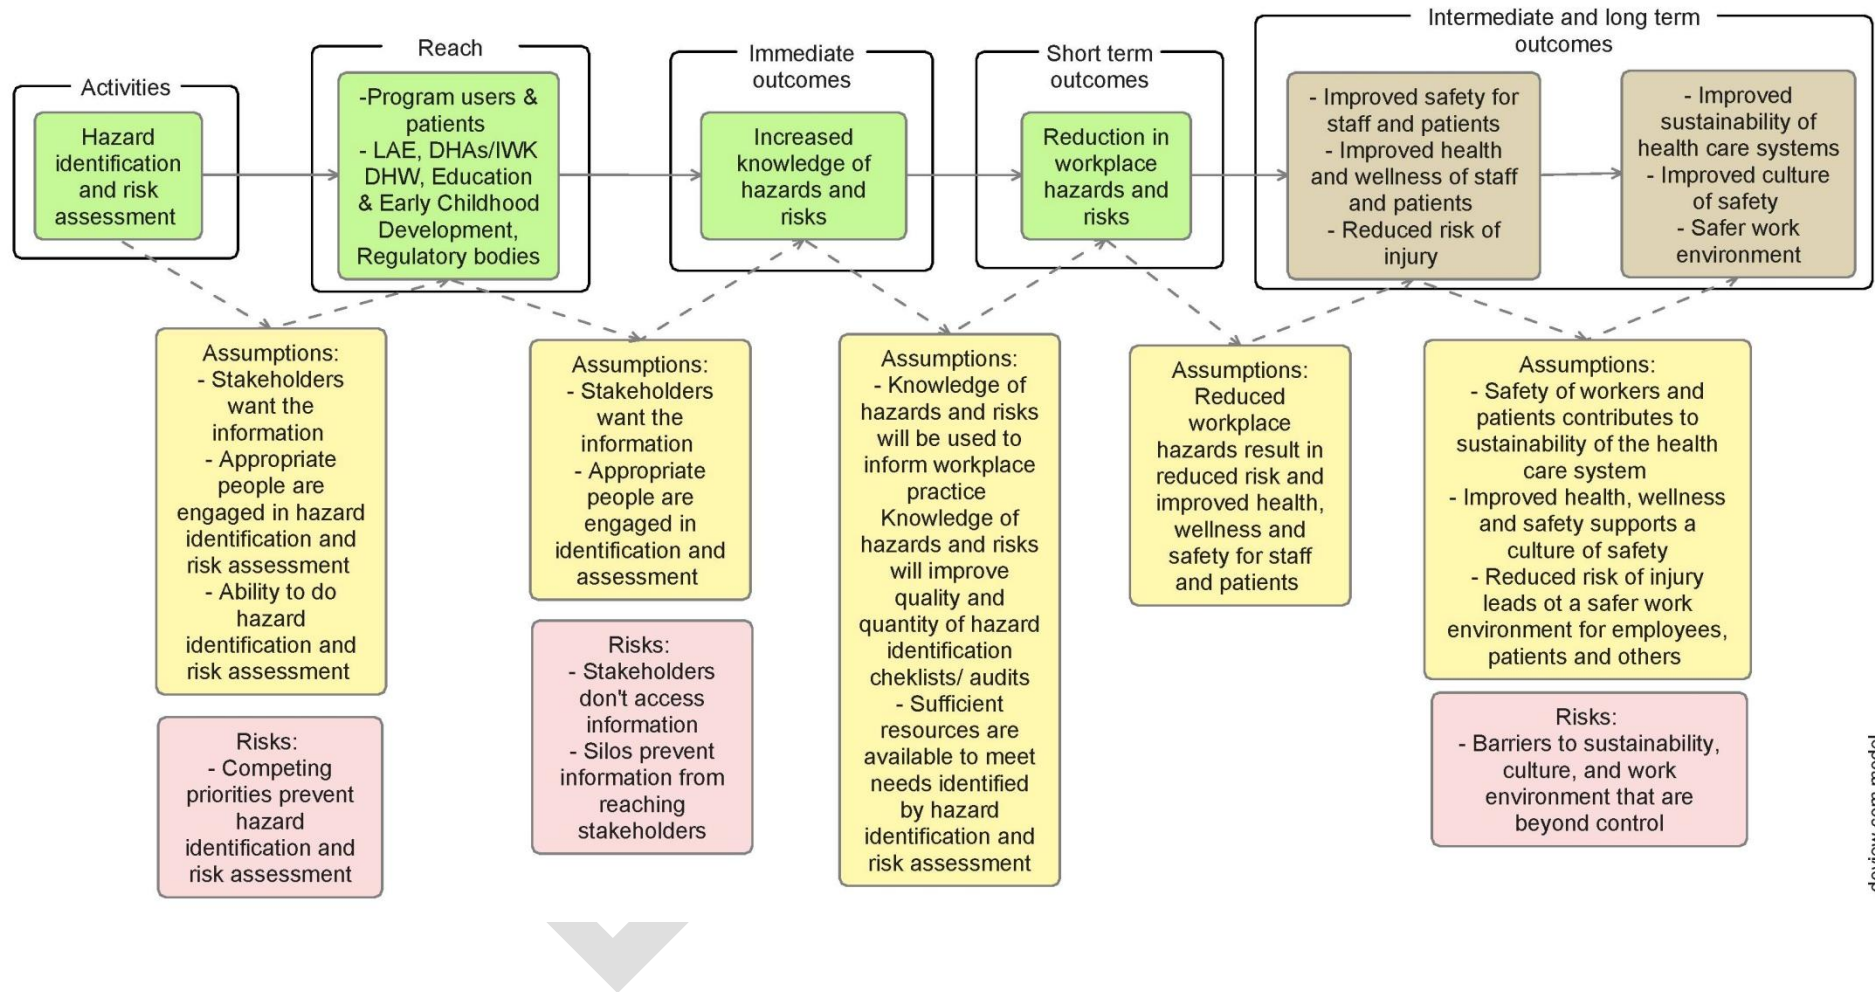 Activities
Hazard
identification
and risk
assessment
Reach
-Program users &
patients
- LAE, DHAs/IWK
DHW, Education
& Early Childhood
Development,
Regulatory bodies
Immediate
outcomes
Increased
knowledge of
hazards and
risks
Short term
outcomes
Reduction in
workplace
hazards and
risks
Intermediate and long term
outcomes
- Improved safety for
staff and patients
- Improved health
and wellness of staff
and patients
- Reduced risk of
injury
- Improved
sustainability of
health care systems
- Improved culture
of safety
- Safer work
environment
Assumptions:
- Stakeholders
want the
information
- Appropriate
people are
engaged in hazard
identification and
risk assessment
- Ability to do
hazard
identification and
risk assessment
Risks:
- Competing
priorities prevent
hazard
identification and
risk assessment
Assumptions:
- Stakeholders
want the
information
- Appropriate
people are
engaged in
identification and
assessment
Risks:
- Stakeholders
don't access
information
- Silos prevent
information from
reaching
stakeholders
Assumptions:
- Knowledge of
hazards and risks
will be used to
inform workplace
practice
Knowledge of
hazards and risks
will improve
quality and
quantity of hazard
identification
cheklists/ audits
- Sufficient
resources are
available to meet
needs identified
by hazard
identification and
risk assessment
Assumptions:
Reduced
workplace
hazards result in
reduced risk and
improved health,
wellness and
safety for staff
and patients
Assumptions:
- Safety of workers and
patients contributes to
sustainability of the health
care system
- Improved health, wellness
and safety supports a
culture of safety
- Reduced risk of injury
leads ot a safer work
environment for employees,
patients and others
Risks:
- Barriers to sustainability,
culture, and work
environment that are
beyond control
doview.com model